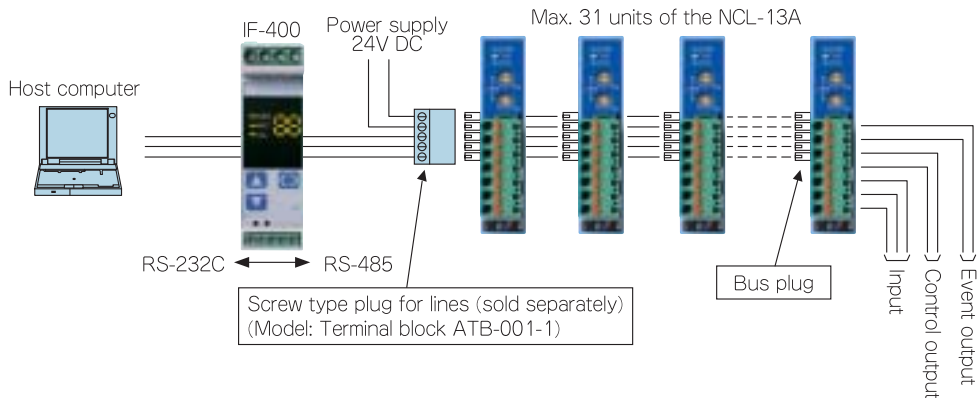 Max. 31 units of the NCL-13A
Power supply
24V DC
IF-400
Host computer
RS-232C
RS-485
Bus plug
Screw type plug for lines (sold separately)
(Model: Terminal block ATB-001-1)
Input
Control output
Event output